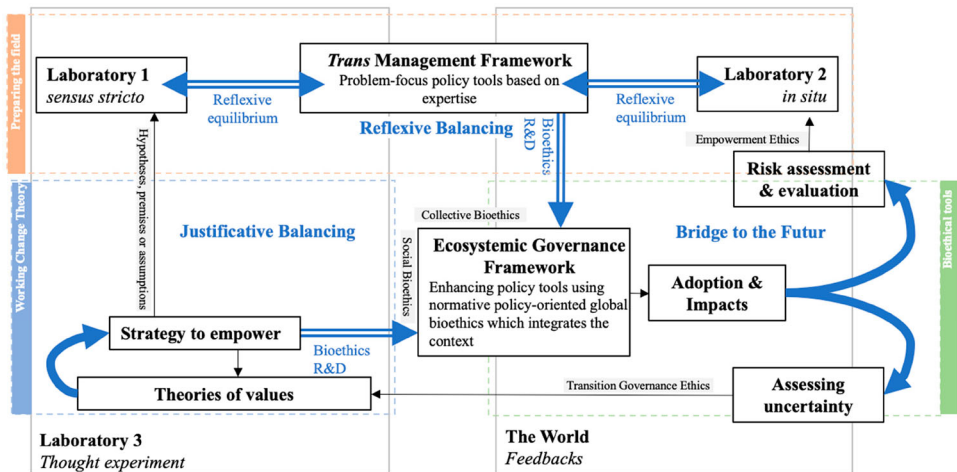 Preparing the field
Laboratory 1
sensus stricto
Reflexive
equilibrium
Trans Management Framework
Problem-focus policy tools based on
expertise
Reflexive Balancing
Reflexive
equilibrium
Laboratory 2
in situ
Bioethics
R&D
Empowerment Ethics
Risk assessment
& evaluation
Working Change Theory
Hypotheses, premises or
assumptions
Justificative Balancing
Collective Bioethics
Social Bioethics
Ecosystemic Governance
Framework
Enhancing policy tools using
normative policy-oriented global
bioethics which integrates the
context
Bridge to the Futur
Bioethical tools
Adoption &
Impacts
Strategy to empower
Bioethics
R&D
Theories of values
Transition Governance Ethics
Assessing
uncertainty
Laboratory 3
Thought experiment
The World
Feedbacks